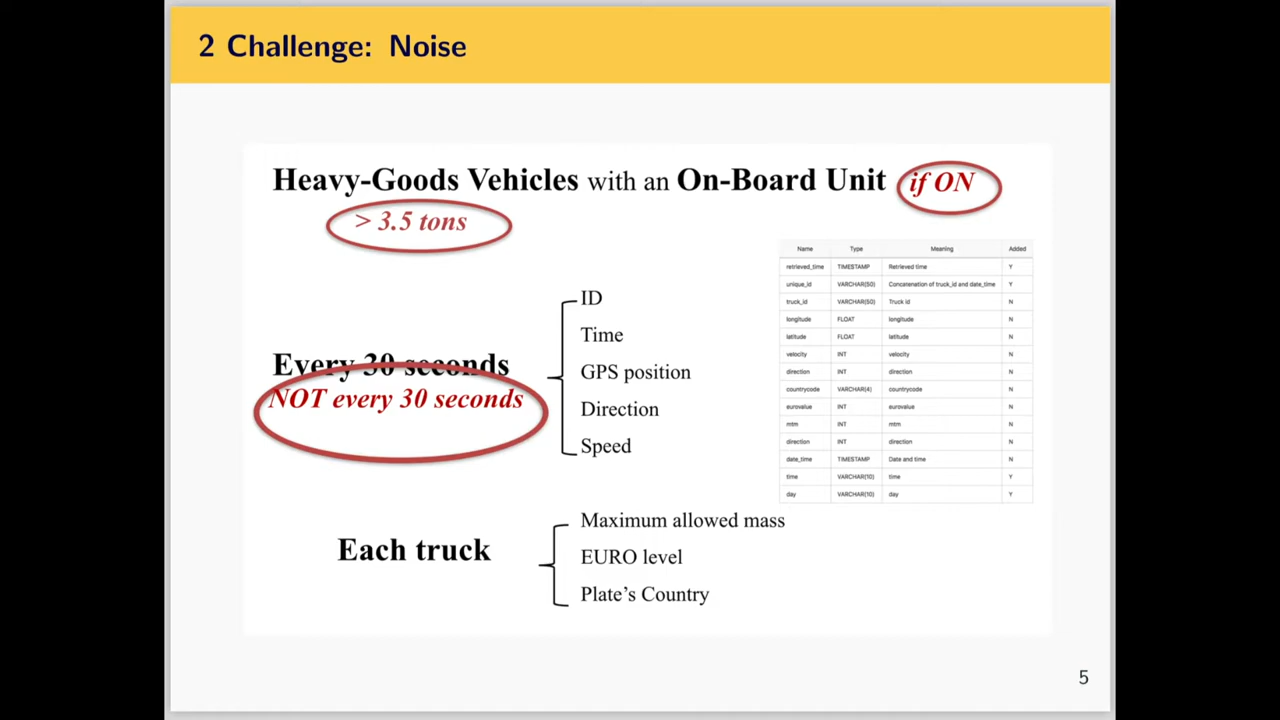 2 Challenge: Noise
Heavy-Goods Vehicles with an On-Board Unit if ON
> 3.5 tons
Every 30 seconds
NOT every 30 seconds
ID
Time
GPS position
Direction
Speed
Name Type Meaning Added
retrieved_time TIMESTAMP Retrieved time Y
unique_id VARCHAR(50) Concatenation of truck_id and date_time Y
truck_id VARCHAR(50) Truck id N
longitude FLOAT longitude N
latitude FLOAT latitude N
velocity INT velocity N
direction INT direction N
countrycode VARCHAR(4) countrycode N
eurovalue INT eurovalue N
mtm INT mtm N
direction INT direction N
date_time TIMESTAMP Date and time N
time VARCHAR(10) time Y
day VARCHAR(10) day Y
Each truck
Maximum allowed mass
EURO level
Plate's Country
5